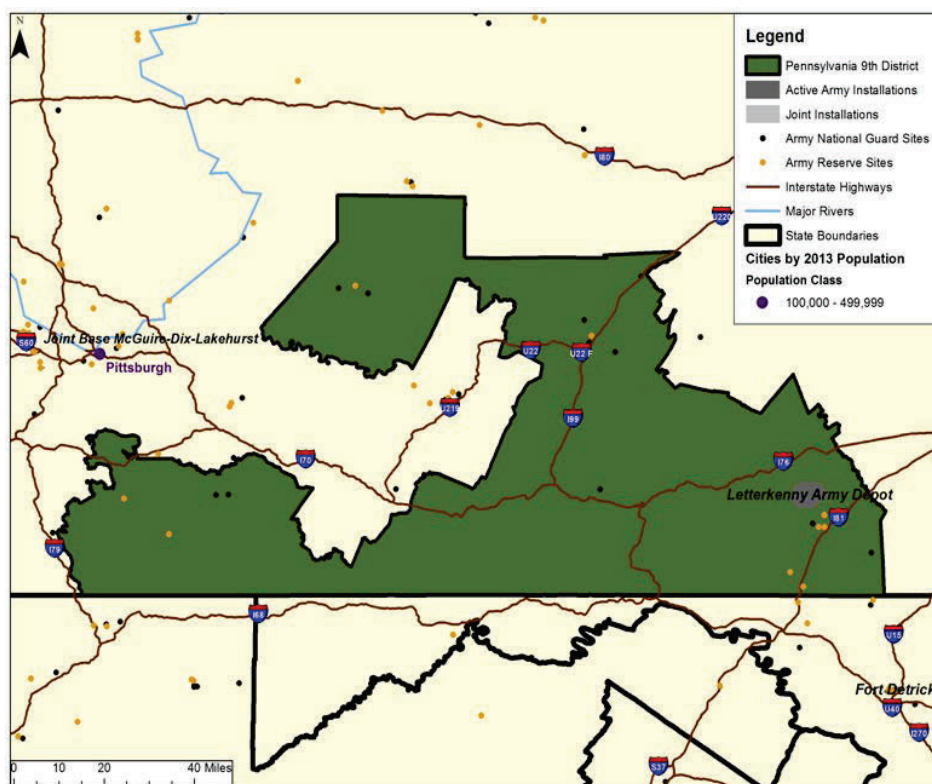 N
Legend
Pennsylvania 9th District
Active Army Installations
Joint Installations
Army National Guard Sites
Army Reserve Sites
Interstate Highways
Major Rivers
State Boundaries
Cities by 2013 Population
Population Class
100,000 - 499,999
I80
U220
S60
Joint Base McGuire-Dix-Lakehurst
Pittsburgh
U22
U22 F
U219
I99
I70
I76
Letterkenny Army Depot
I81
I79
I68
U15
Fort Detrick
U40
I270
S37
0 10 20 40 Miles